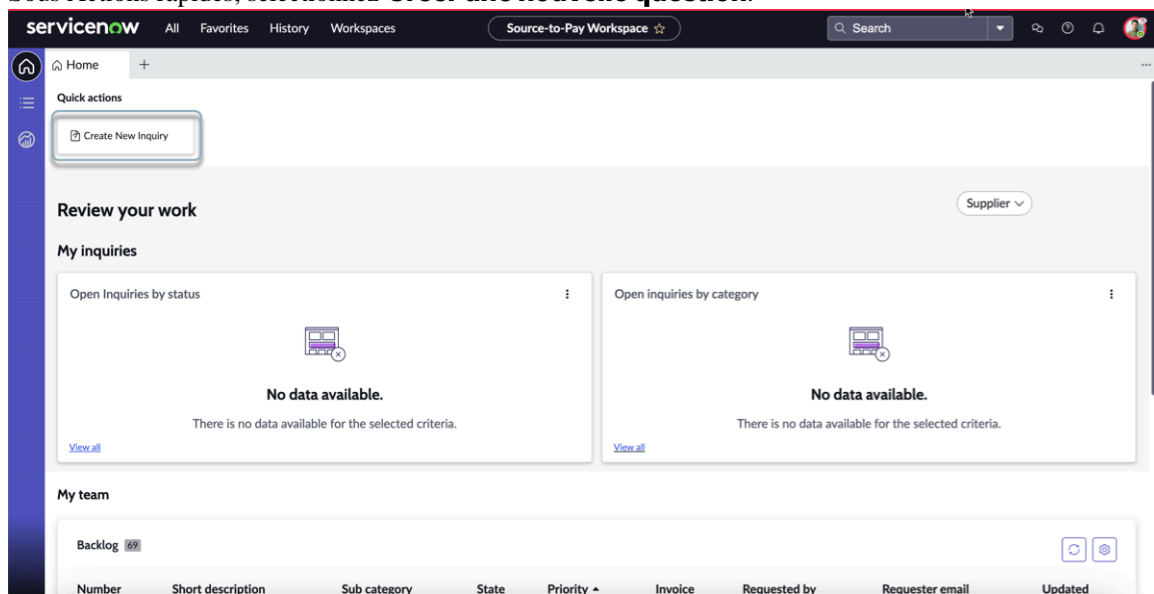 Sous Actions rapides, sélectionnez Créer une nouvelle question.
servicenow All Favorites History Workspaces Source-to-Pay Workspace Search
Home
Quick actions
Create New Inquiry
Review your work Supplier
My inquiries
Open Inquiries by status Open inquiries by category
No data available. No data available.
There is no data available for the selected criteria. There is no data available for the selected criteria.
View all View all
My team
Backlog 69
Number Short description Sub category State Priority Invoice Requested by Requester email Updated